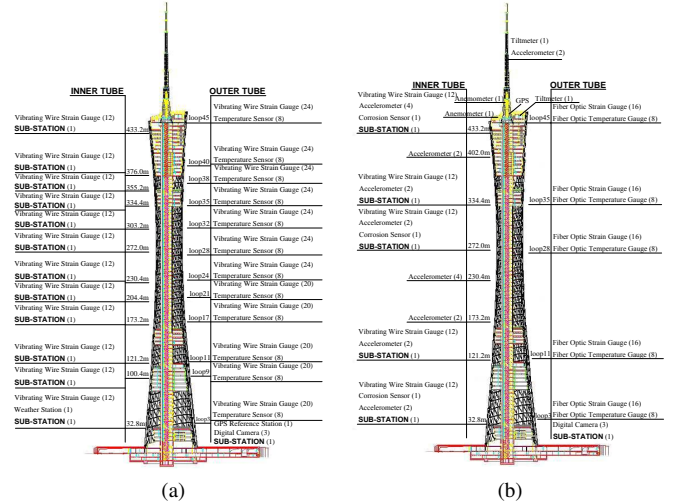 INNER TUBE
OUTER TUBE
Vibrating Wire Strain Gauge (24)
loop45 Temperature Sensor (8)
Vibrating Wire Strain Gauge (12)
SUB-STATION (1) 433.2m
Vibrating Wire Strain Gauge (24)
loop40 Temperature Sensor (8)
Vibrating Wire Strain Gauge (12)
SUB-STATION (1) 376.0m
Vibrating Wire Strain Gauge (24)
loop38 Temperature Sensor (8)
Vibrating Wire Strain Gauge (12)
SUB-STATION (1) 355.2m
Vibrating Wire Strain Gauge (24)
loop35 Temperature Sensor (8)
Vibrating Wire Strain Gauge (12)
SUB-STATION (1) 334.4m
Vibrating Wire Strain Gauge (24)
loop32 Temperature Sensor (8)
Vibrating Wire Strain Gauge (12)
SUB-STATION (1) 303.2m
Vibrating Wire Strain Gauge (24)
loop28 Temperature Sensor (8)
Vibrating Wire Strain Gauge (12)
SUB-STATION (1) 272.0m
Vibrating Wire Strain Gauge (24)
loop24 Temperature Sensor (8)
Vibrating Wire Strain Gauge (12)
SUB-STATION (1) 230.4m
Vibrating Wire Strain Gauge (20)
loop21 Temperature Sensor (8)
Vibrating Wire Strain Gauge (12)
SUB-STATION (1) 204.4m
Vibrating Wire Strain Gauge (20)
loop17 Temperature Sensor (8)
Vibrating Wire Strain Gauge (12)
SUB-STATION (1) 173.2m
Vibrating Wire Strain Gauge (20)
loop11 Temperature Sensor (8)
Vibrating Wire Strain Gauge (12)
SUB-STATION (1) 121.2m
Vibrating Wire Strain Gauge (20)
loop9 Temperature Sensor (8)
Vibrating Wire Strain Gauge (12)
SUB-STATION (1) 100.4m
Vibrating Wire Strain Gauge (20)
loop3 Temperature Sensor (8)
Vibrating Wire Strain Gauge (12)
Weather Station (1)
SUB-STATION (1) 32.8m
GPS Reference Station (1)
Digital Camera (3)
SUB-STATION (1)
(a)
Tiltmeter (1)
Accelerometer (2)
INNER TUBE
OUTER TUBE
Vibrating Wire Strain Gauge (12)
Accelerometer (4)
Corrosion Sensor (1)
SUB-STATION (1) 433.2m
Anemometer (1)
GPS
Tiltmeter (1)
Anemometer (1)
Fiber Optic Strain Gauge (16)
loop45 Fiber Optic Temperature Gauge (8)
Accelerometer (2) 402.0m
Vibrating Wire Strain Gauge (12)
Accelerometer (2)
SUB-STATION (1) 334.4m
Fiber Optic Strain Gauge (16)
loop35 Fiber Optic Temperature Gauge (8)
Vibrating Wire Strain Gauge (12)
Accelerometer (2)
Corrosion Sensor (1)
SUB-STATION (1) 272.0m
Fiber Optic Strain Gauge (16)
loop28 Fiber Optic Temperature Gauge (8)
Accelerometer (4) 230.4m
Accelerometer (2) 173.2m
Vibrating Wire Strain Gauge (12)
Accelerometer (2)
SUB-STATION (1) 121.2m
Fiber Optic Strain Gauge (16)
loop11 Fiber Optic Temperature Gauge (8)
Vibrating Wire Strain Gauge (12)
Corrosion Sensor (1)
Accelerometer (2)
SUB-STATION (1) 32.8m
Fiber Optic Strain Gauge (16)
loop3 Fiber Optic Temperature Gauge (8)
Digital Camera (3)
SUB-STATION (1)
(b)